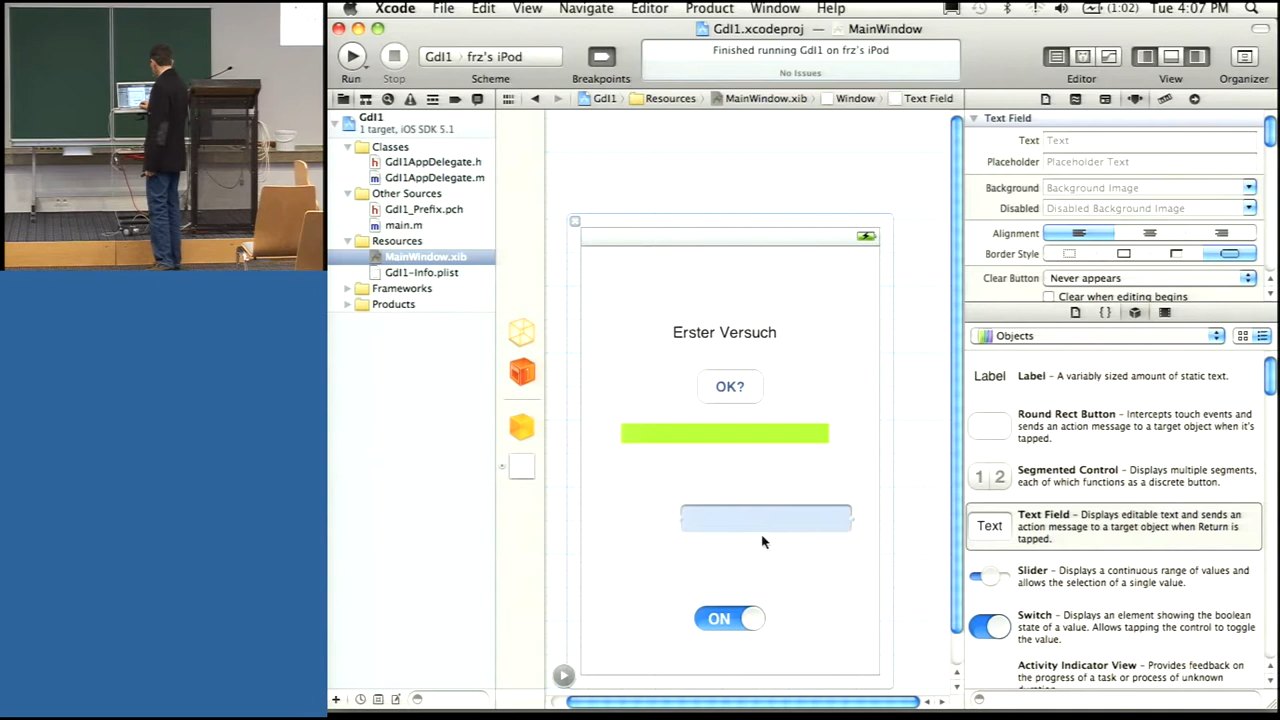 Xcode File Edit View Navigate Editor Product Window Help (1:02) Tue 4:07 PM
GdI1.xcodeproj — MainWindow
Run Stop
GdI1 › frz's iPod
Scheme
Breakpoints
Finished running GdI1 on frz's iPod
No Issues
Editor View Organizer
GdI1 Resources MainWindow.xib Window Text Field
GdI1
1 target, iOS SDK 5.1
Classes
GdI1AppDelegate.h
GdI1AppDelegate.m
Other Sources
GdI1_Prefix.pch
main.m
Resources
MainWindow.xib
GdI1-Info.plist
Frameworks
Products
Erster Versuch
OK?
ON
Text Field
Text Text
Placeholder Placeholder Text
Background Background Image
Disabled Disabled Background Image
Alignment
Border Style
Clear Button Never appears
Clear when editing begins
{ }
Objects
Label Label – A variably sized amount of static text.
Round Rect Button – Intercepts touch events and
sends an action message to a target object when it's
tapped.
1 2
Segmented Control – Displays multiple segments,
each of which functions as a discrete button.
Text
Text Field – Displays editable text and sends an
action message to a target object when Return is
tapped.
Slider – Displays a continuous range of values and
allows the selection of a single value.
Switch – Displays an element showing the boolean
state of a value. Allows tapping the control to toggle
the value.
Activity Indicator View – Provides feedback on
the progress of a task or process of unknown